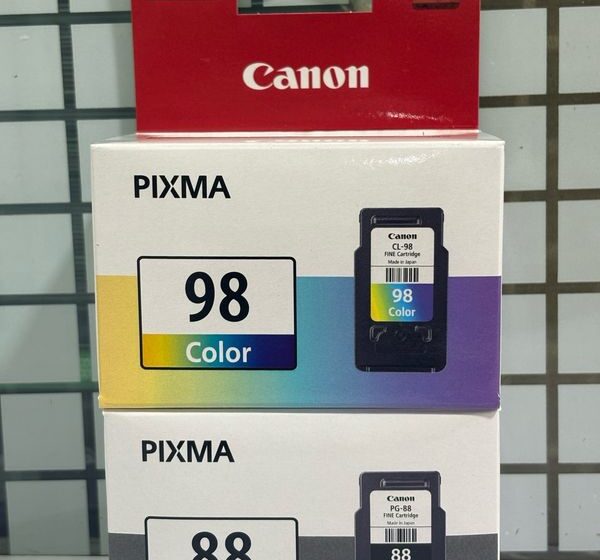 Canon
PIXMA
98
Color
Canon
CL-98
FINE Cartridge
Made in Japan
98
Color
PIXMA
88
Canon
PG-88
FINE Cartridge
Made in Japan
88